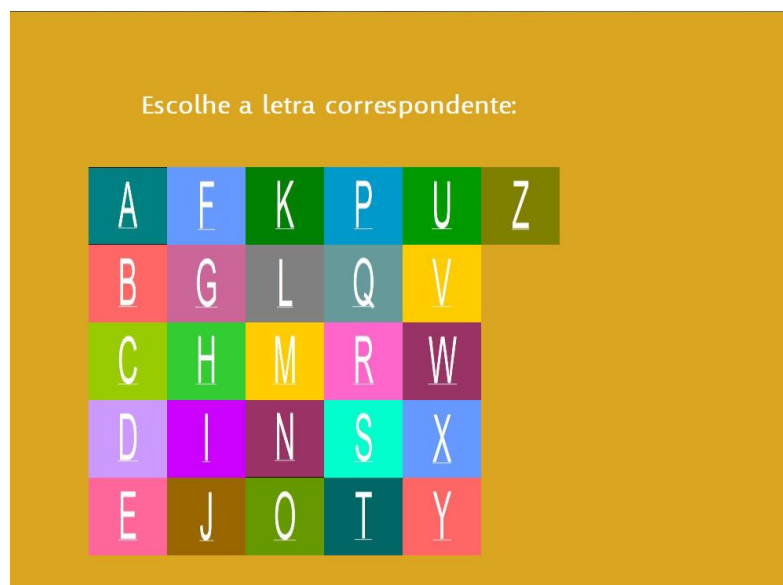 Escolhe a letra correspondente:
A F K P U Z
B G L Q V
C H M R W
D I N S X
E J O T Y